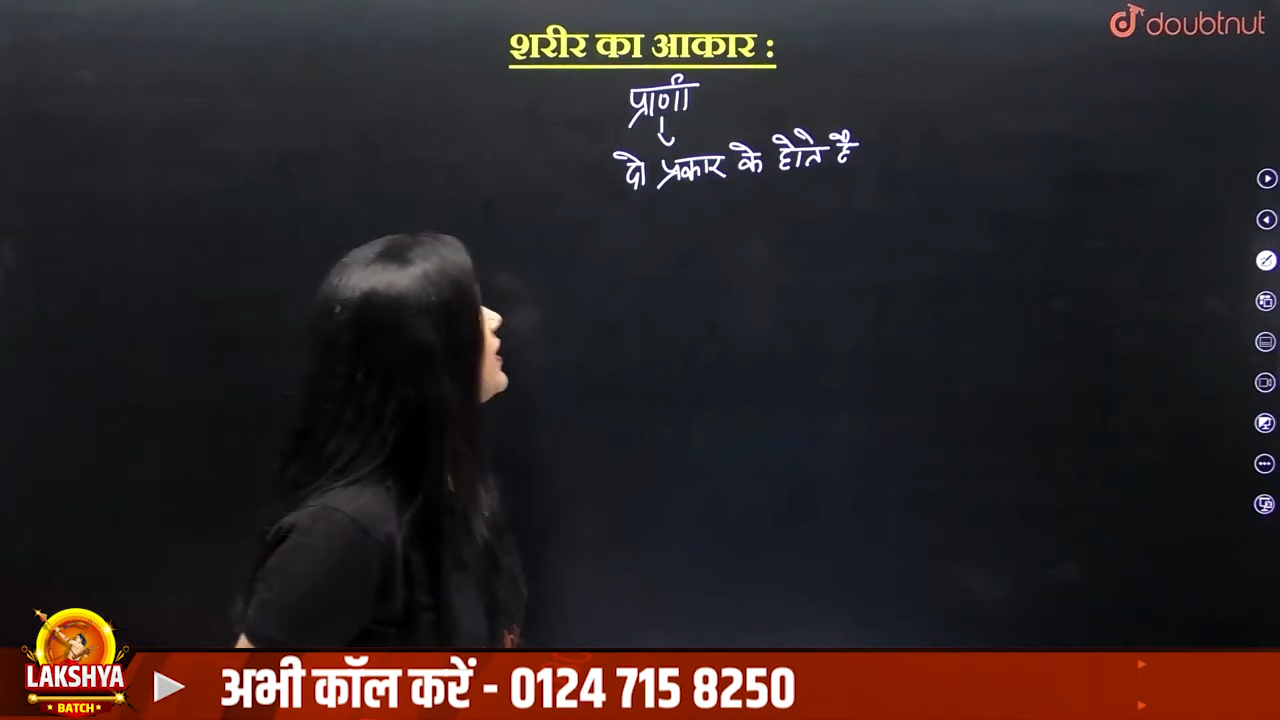 doubtnut
शरीर का आकार :
प्राणी
दो प्रकार के होते है
LAKSHYA
BATCH
अभी कॉल करें - 0124 715 8250